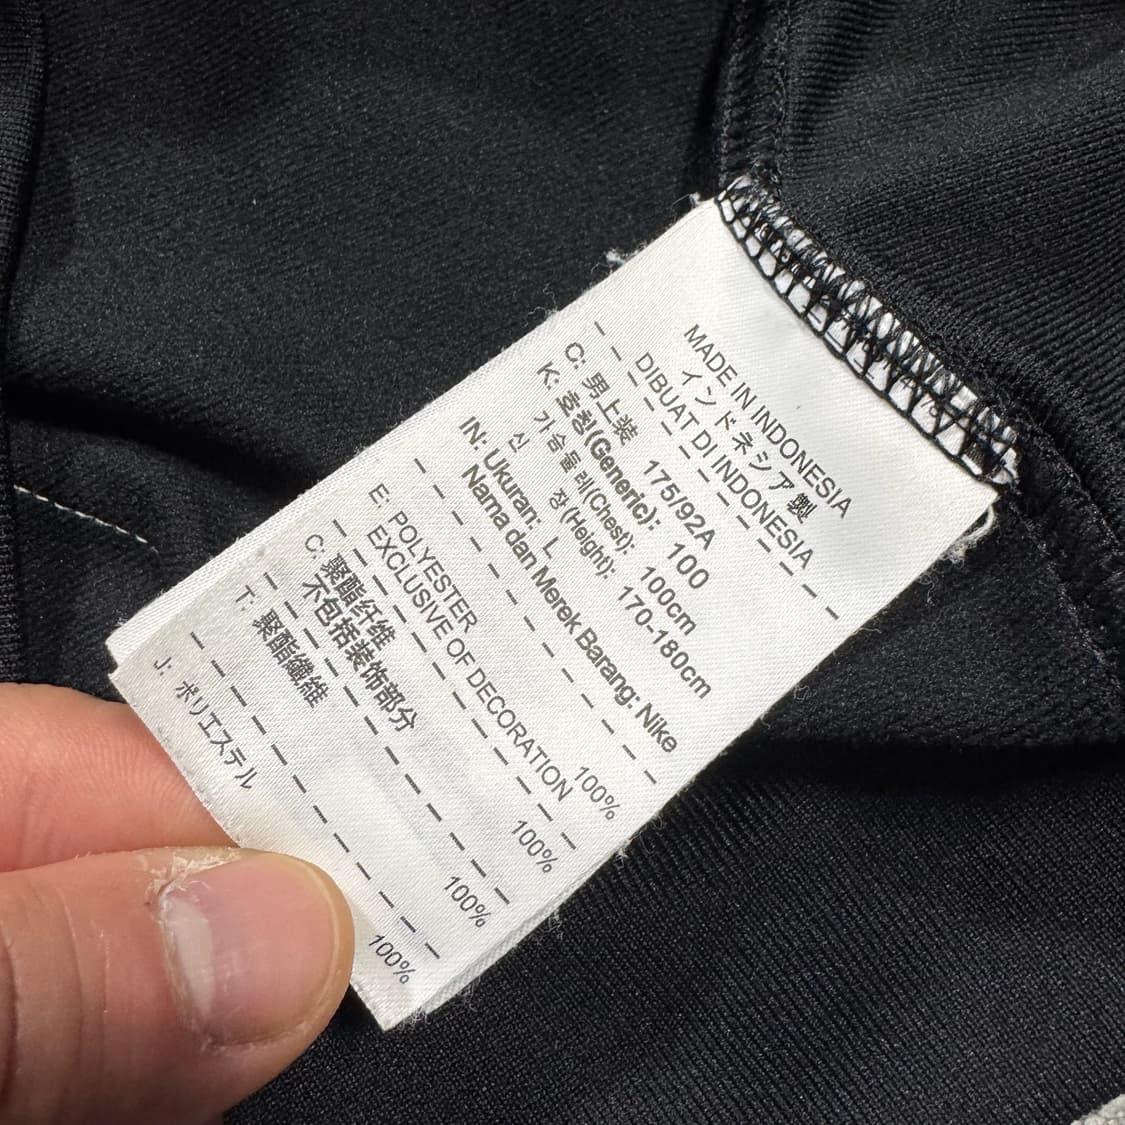 MADE IN INDONESIA
インドネシア製
DIBUAT DI INDONESIA
C: 男上装 175/92A
K: 호칭(Generic): 100
가슴둘레(Chest): 100cm
신 장(Height): 170-180cm
IN: Ukuran: L
Nama dan Merek Barang: Nike
E: POLYESTER 100%
EXCLUSIVE OF DECORATION
C: 聚酯纤维 100%
不包括装饰部分
T: 聚酯纖維 100%
J: ポリエステル 100%